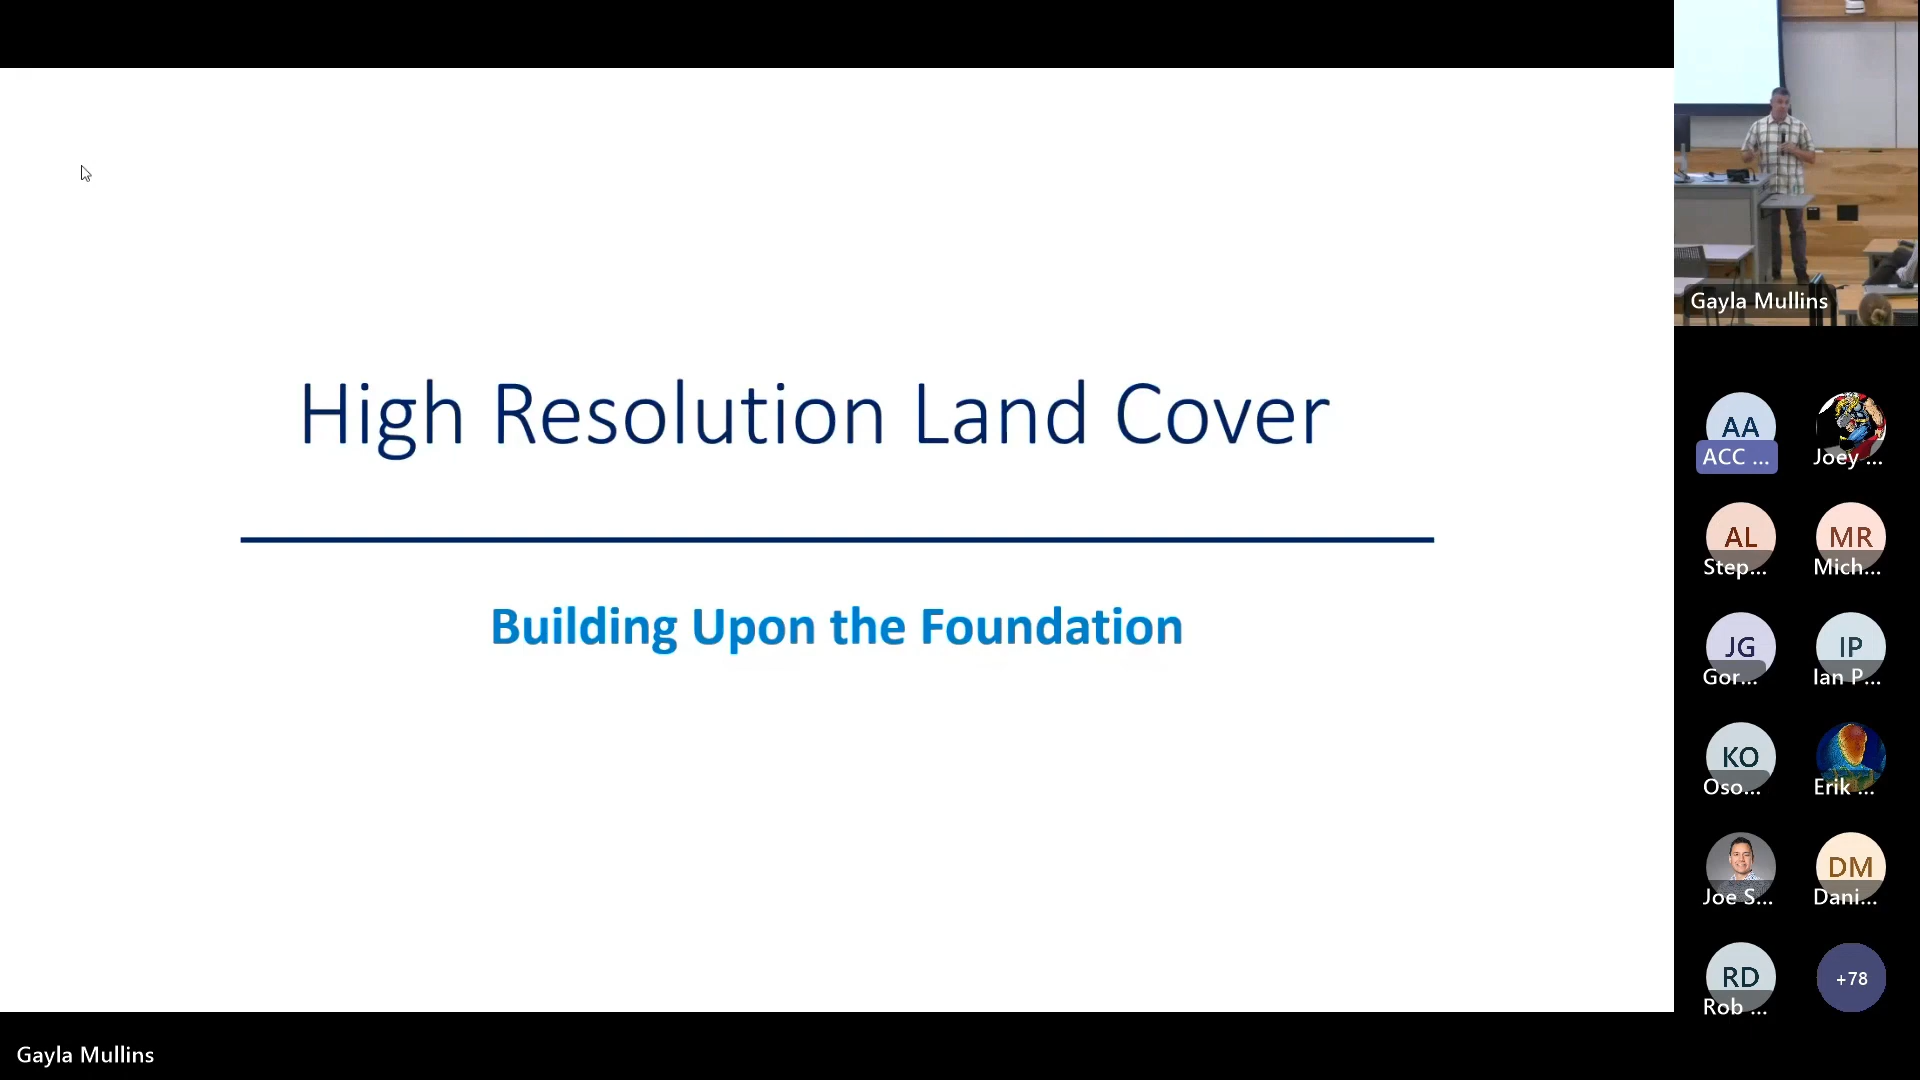 High Resolution Land Cover
Building Upon the Foundation
Gayla Mullins
AA
ACC ...
Joey ...
AL
Step...
MR
Mich...
JG
Gor...
IP
Ian P...
KO
Oso...
Erik ...
Joe S...
DM
Dani...
RD
Rob ...
+78
Gayla Mullins